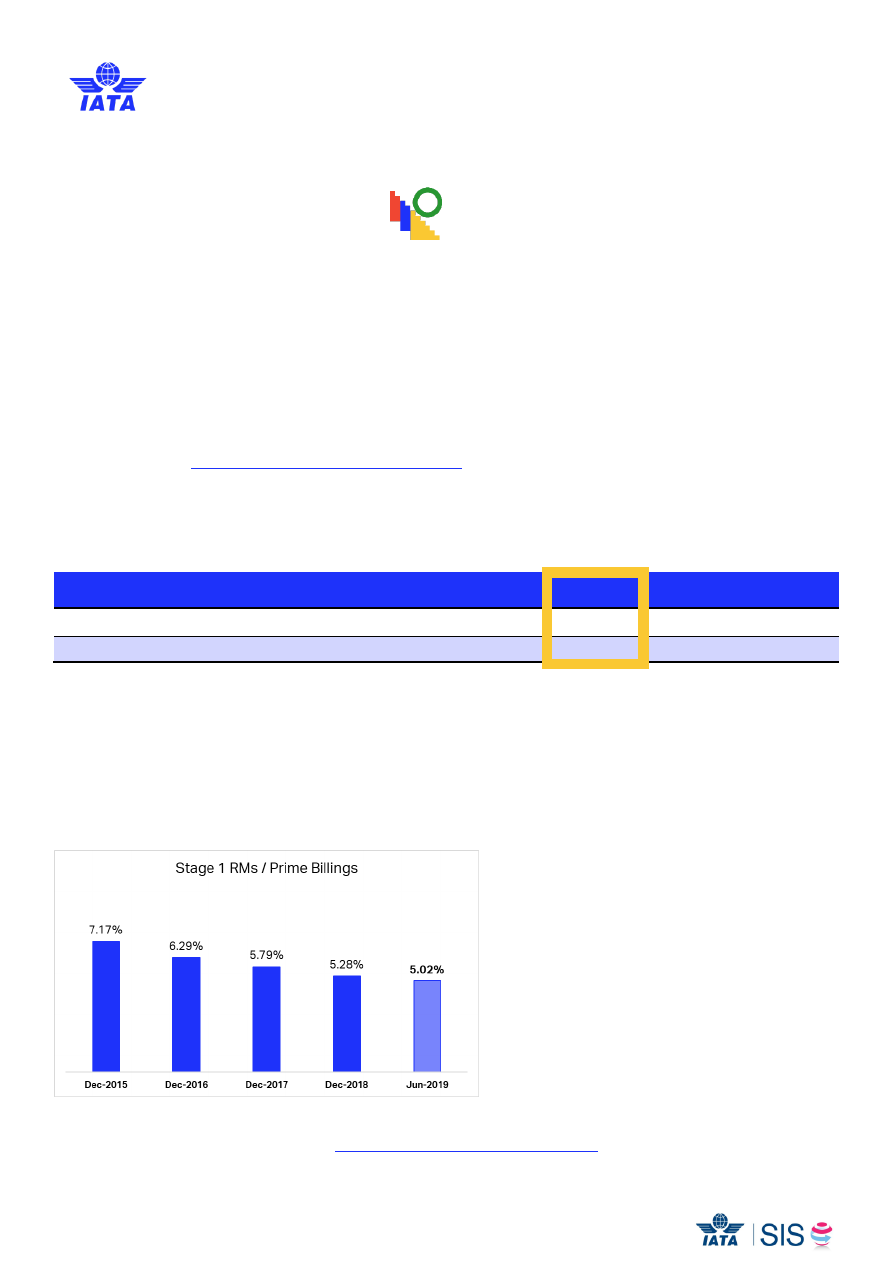 IATA
Stage 1 RMs / Prime Billings
7.17%
6.29%
5.79%
5.28%
5.02%
Dec-2015
Dec-2016
Dec-2017
Dec-2018
Jun-2019
IATA SIS